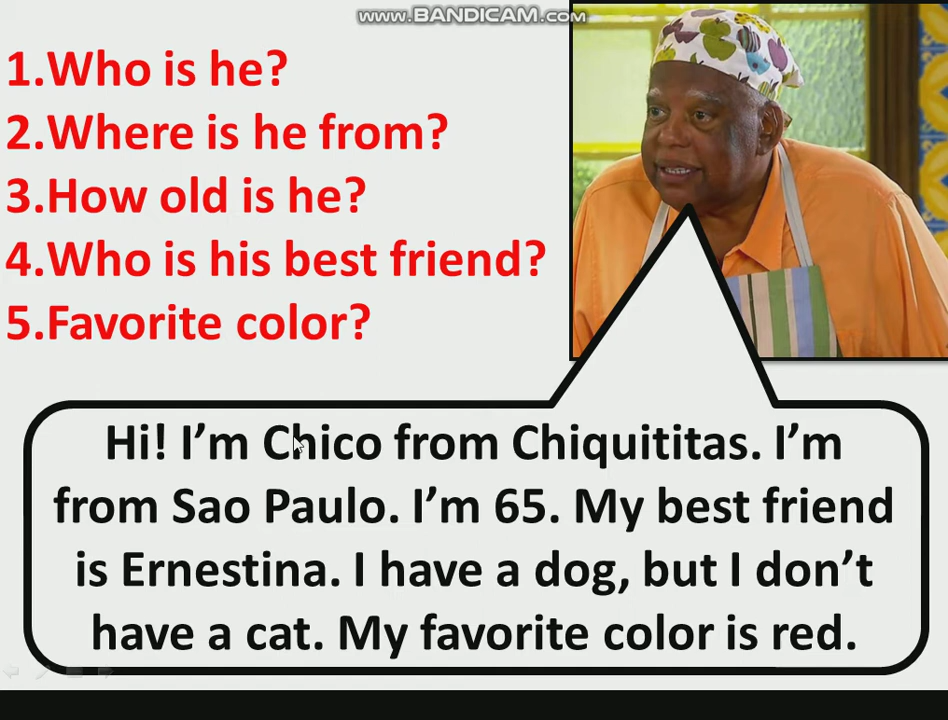 www.BANDICAM.com
1.Who is he?
2.Where is he from?
3.How old is he?
4.Who is his best friend?
5.Favorite color?
Hi! I’m Chico from Chiquititas. I’m
from Sao Paulo. I’m 65. My best friend
is Ernestina. I have a dog, but I don’t
have a cat. My favorite color is red.